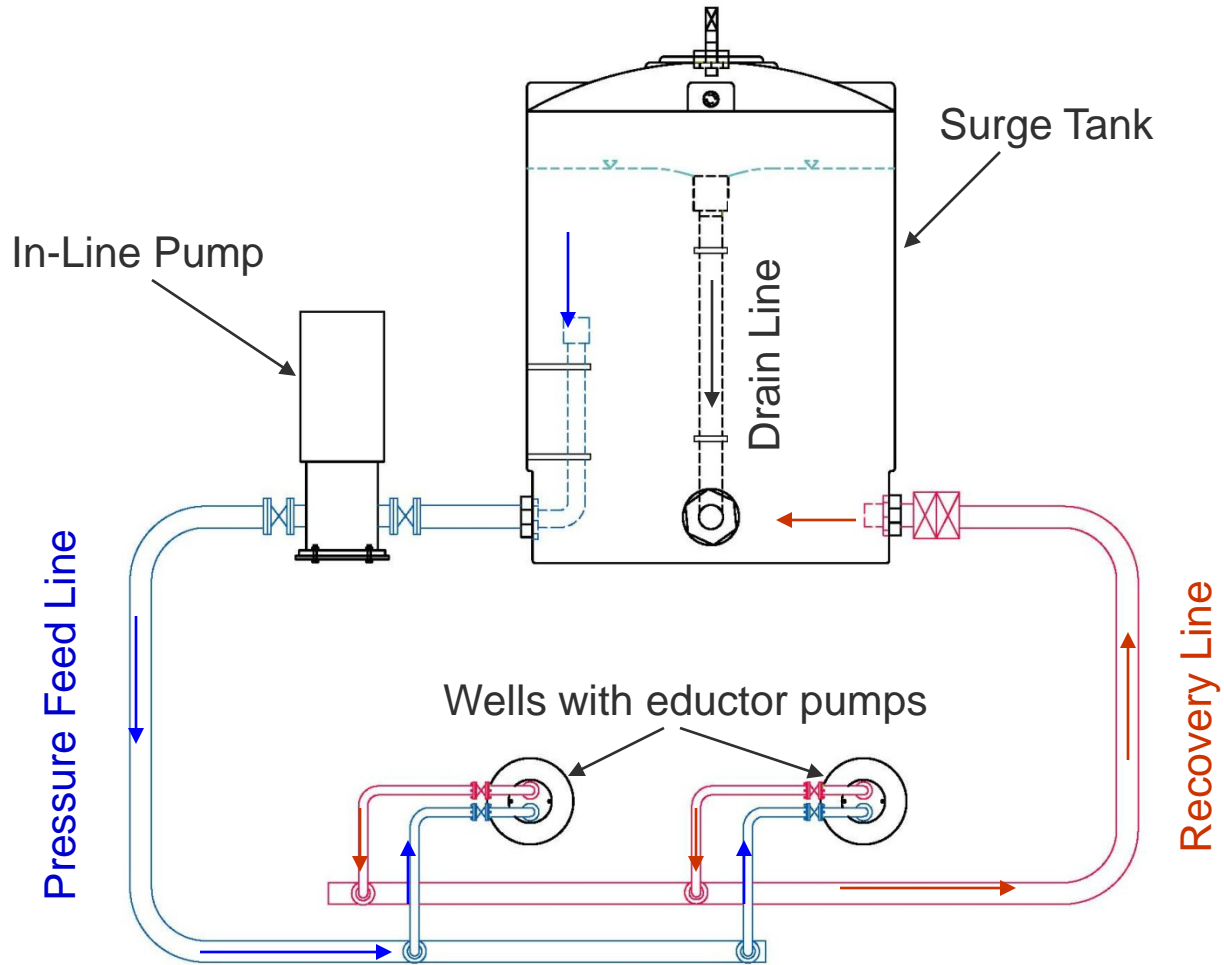 Surge Tank
In-Line Pump
Drain Line
Pressure Feed Line
Wells with eductor pumps
Recovery Line